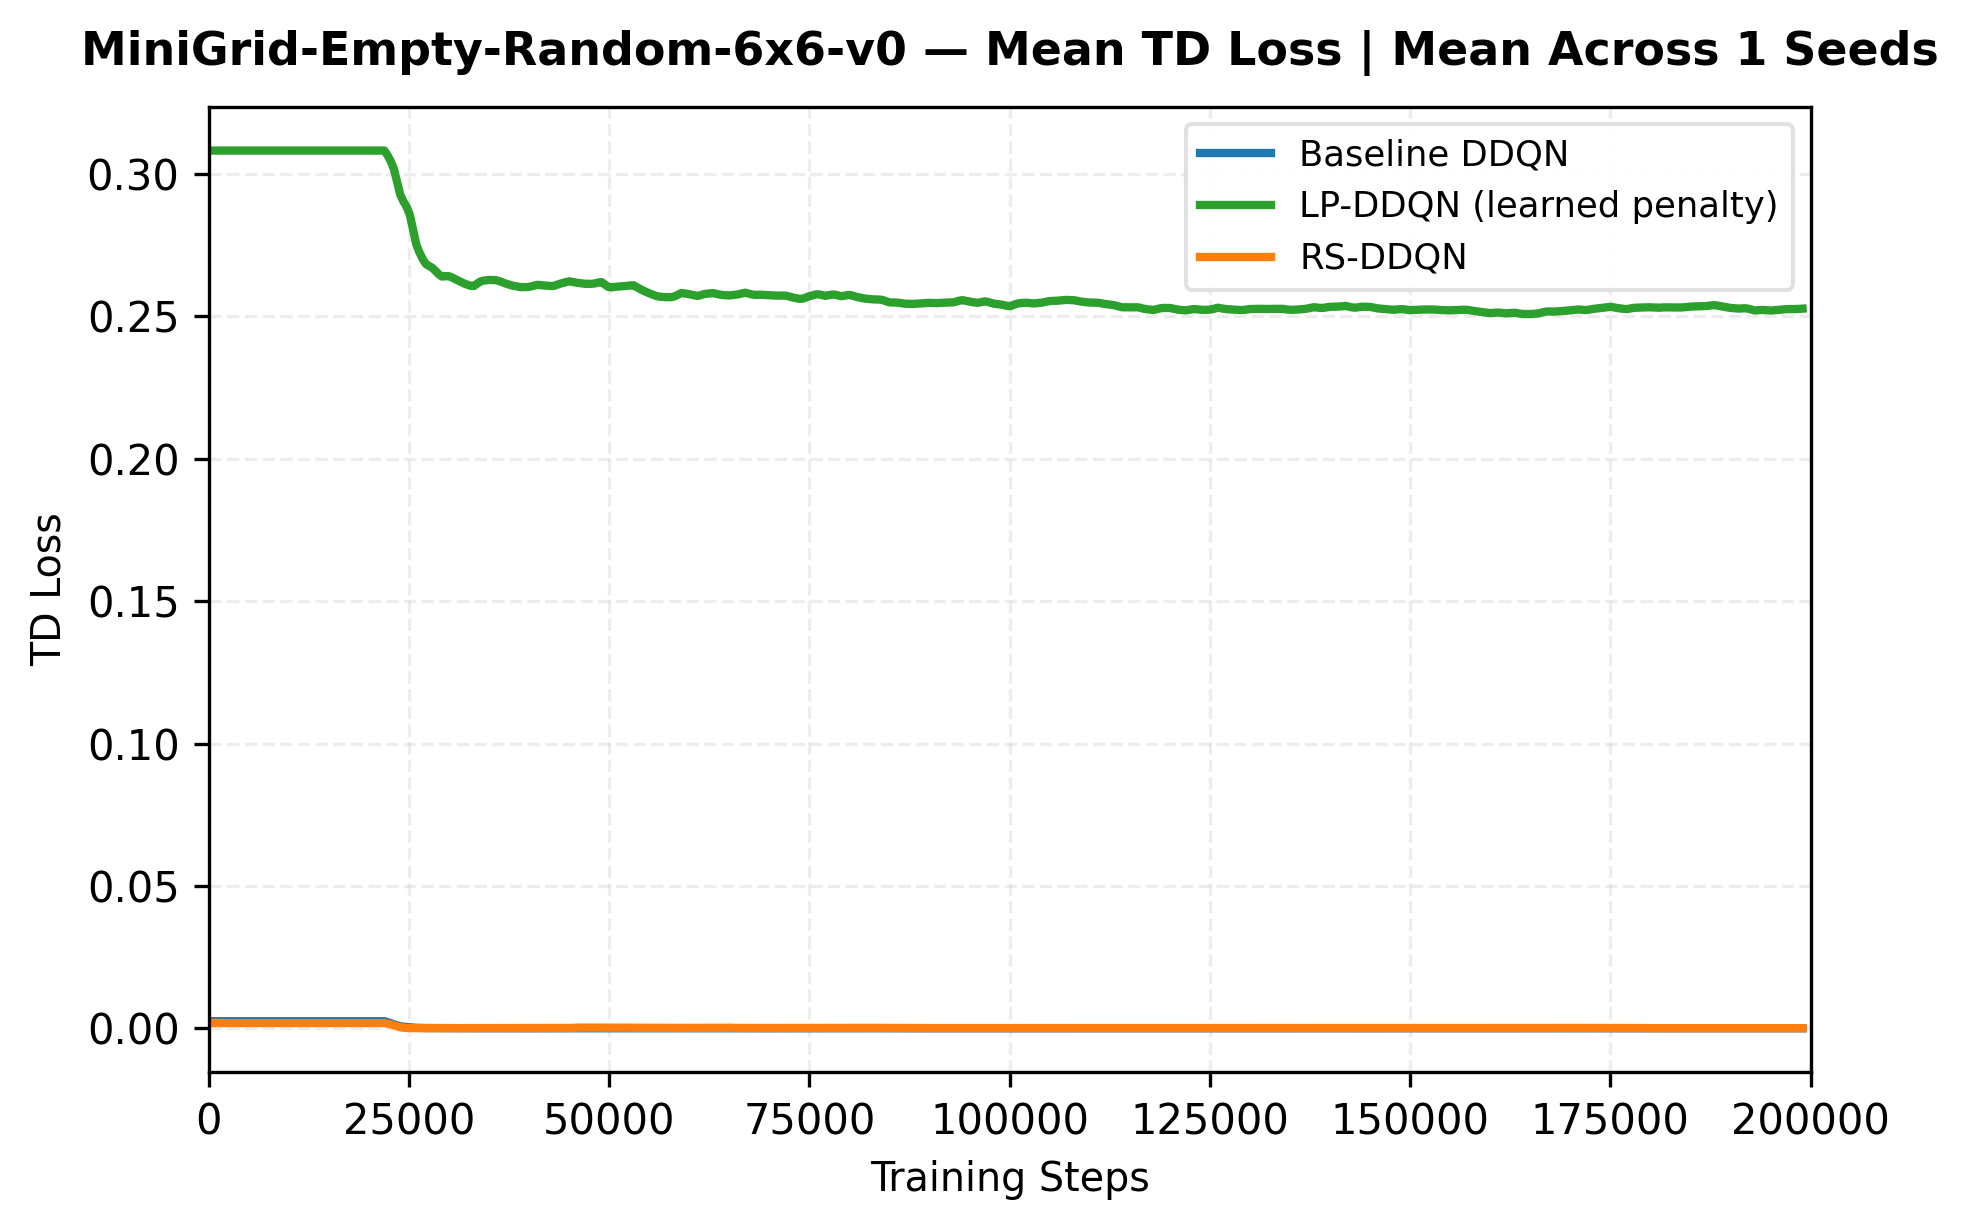 MiniGrid-Empty-Random-6x6-v0 — Mean TD Loss | Mean Across 1 Seeds
Baseline DDQN
LP-DDQN (learned penalty)
RS-DDQN
TD Loss
0.30
0.25
0.20
0.15
0.10
0.05
0.00
0 25000 50000 75000 100000 125000 150000 175000 200000
Training Steps